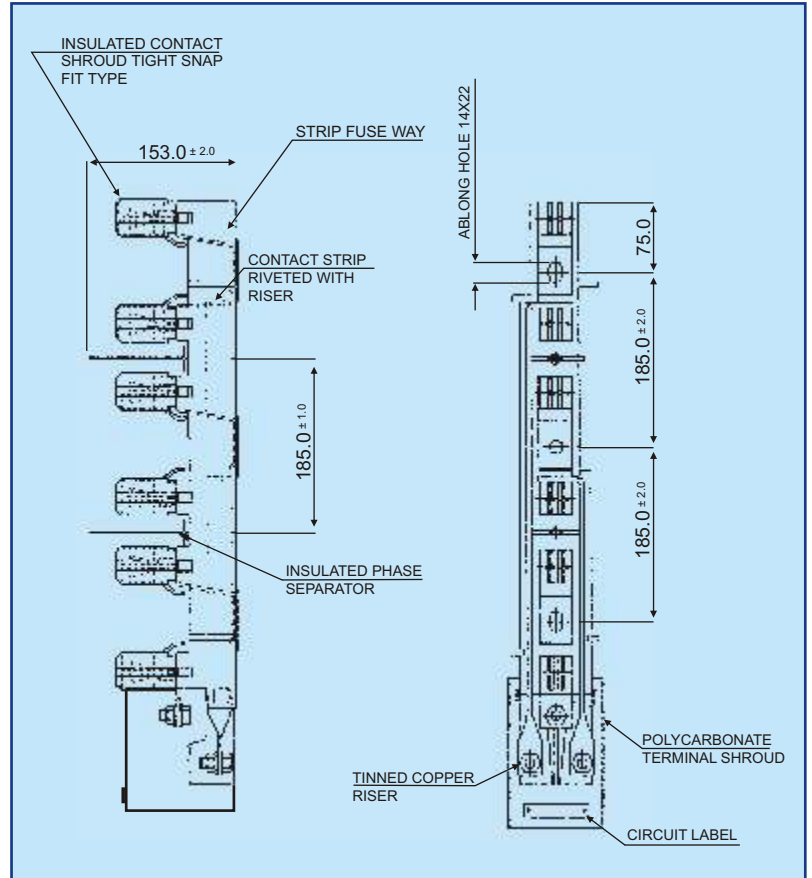 INSULATED CONTACT
SHROUD TIGHT SNAP
FIT TYPE
153.0 ± 2.0
STRIP FUSE WAY
CONTACT STRIP
RIVETED WITH
RISER
185.0 ± 1.0
INSULATED PHASE
SEPARATOR
ABLONG HOLE 14X22
75.0
185.0 ± 2.0
185.0 ± 2.0
POLYCARBONATE
TERMINAL SHROUD
TINNED COPPER
RISER
CIRCUIT LABEL